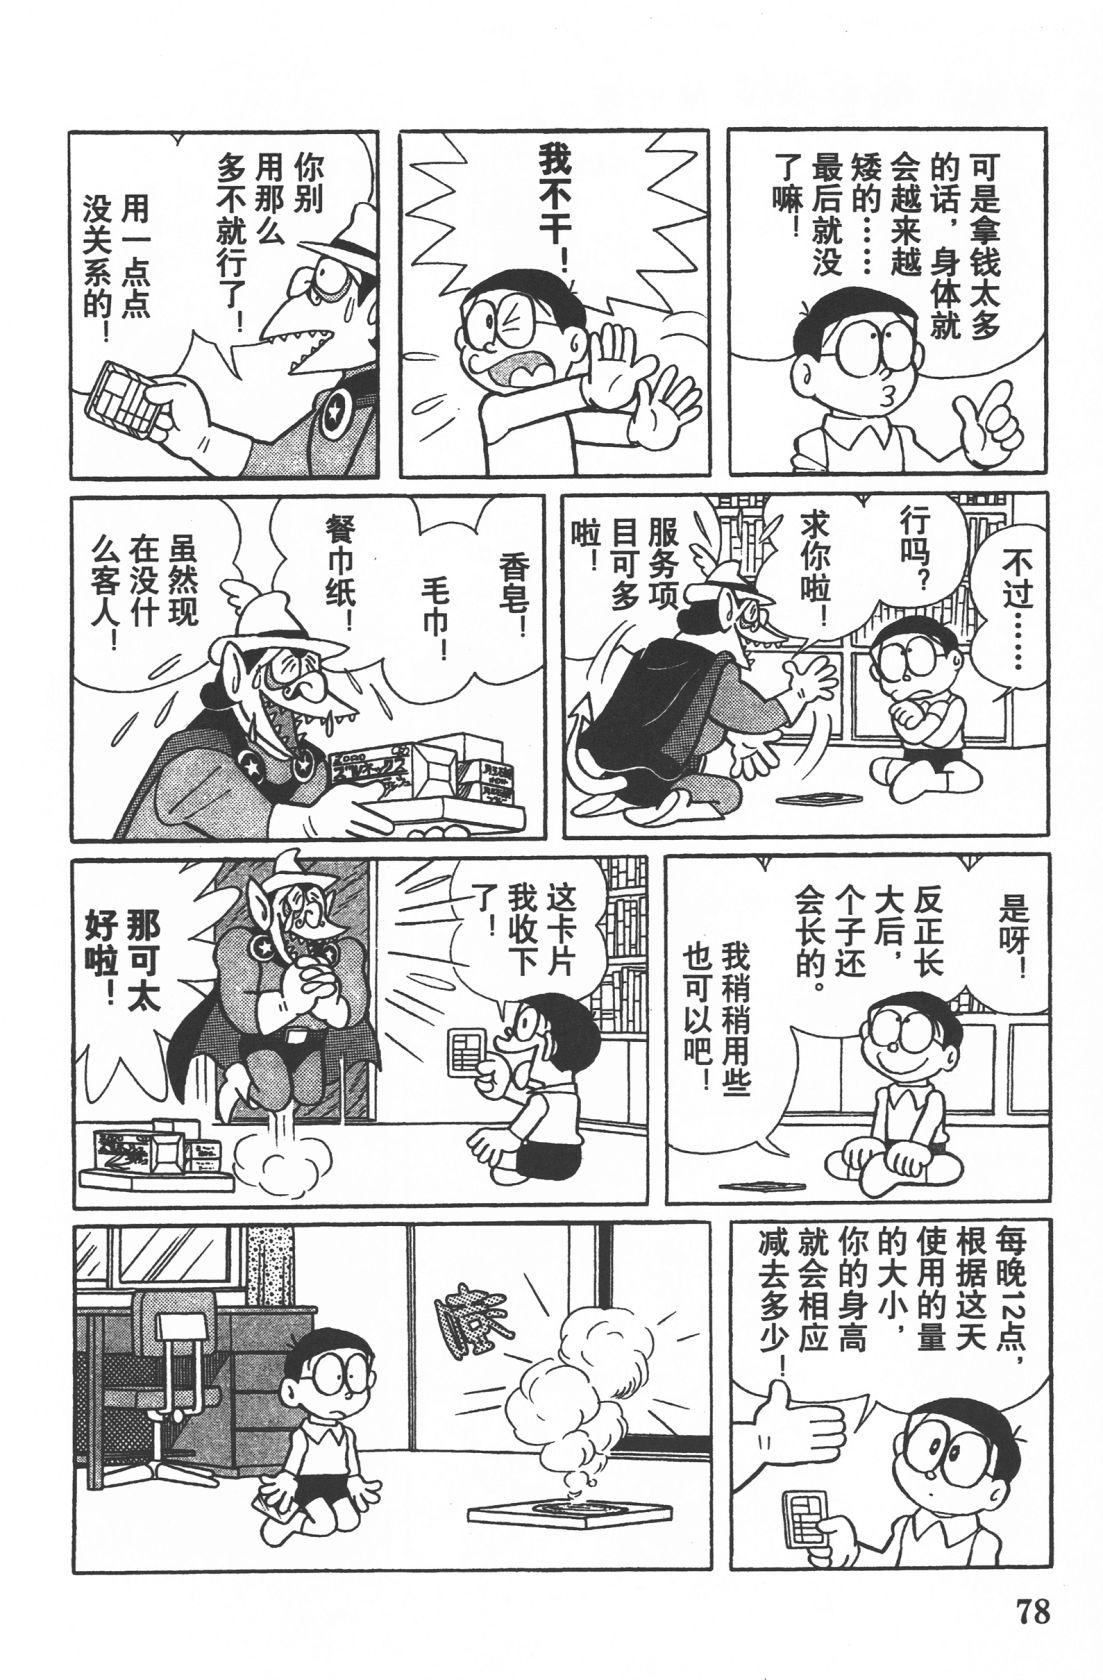 可是拿钱太多
的话，身体就
会越来越
矮的……
最后就没
了嘛！
我不干！
你别
用那么
多不就行了！
用一点点
没关系的！
不过……
行吗？
求你啦！
服务项
目可多
啦！
香皂！
毛巾！
餐巾纸！
虽然现
在没什
么客人！
是呀！
反正长
大后，
个子还
会长的。
我稍稍用些
也可以吧！
这卡片
我收下
了！
那可太
好啦！
每晚12点，
根据这天
使用的量
的大小，
你的身高
就会相应
减去多少！
78